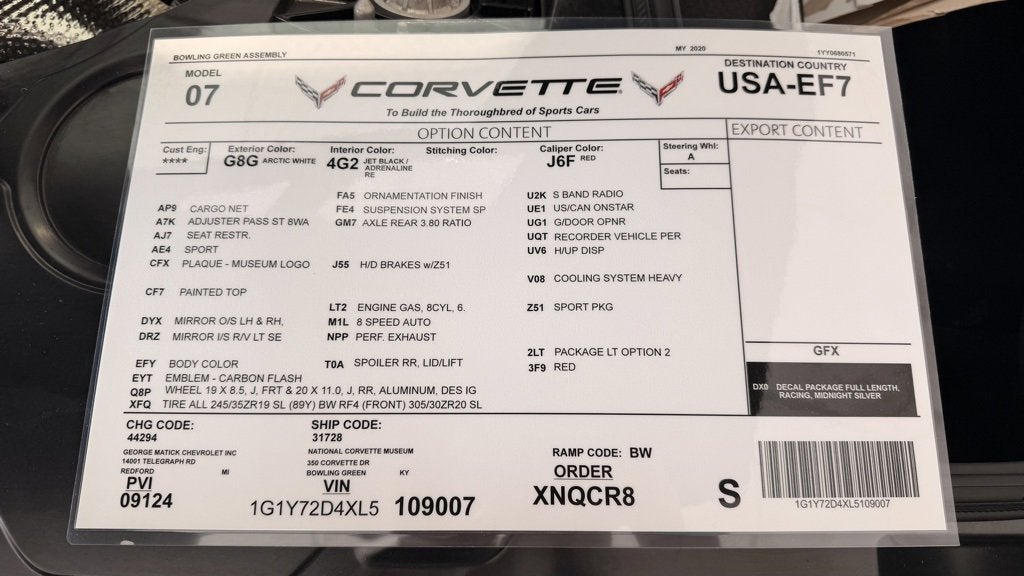 BOWLING GREEN ASSEMBLY
MY 2020
1YY0680571
MODEL
07
CORVETTE
To Build the Thoroughbred of Sports Cars
DESTINATION COUNTRY
USA-EF7
OPTION CONTENT
EXPORT CONTENT
Cust Eng:
****
Exterior Color:
G8G ARCTIC WHITE
Interior Color:
4G2 JET BLACK /
ADRENALINE
RE
Stitching Color:
Caliper Color:
J6F RED
Steering Whl:
A
Seats:
AP9 CARGO NET
A7K ADJUSTER PASS ST 8WA
AJ7 SEAT RESTR.
AE4 SPORT
CFX PLAQUE - MUSEUM LOGO
CF7 PAINTED TOP
DYX MIRROR O/S LH & RH,
DRZ MIRROR I/S R/V LT SE
EFY BODY COLOR
EYT EMBLEM - CARBON FLASH
Q8P WHEEL 19 X 8.5, J, FRT & 20 X 11.0, J, RR, ALUMINUM, DES IG
XFQ TIRE ALL 245/35ZR19 SL (89Y) BW RF4 (FRONT) 305/30ZR20 SL
FA5 ORNAMENTATION FINISH
FE4 SUSPENSION SYSTEM SP
GM7 AXLE REAR 3.80 RATIO
J55 H/D BRAKES w/Z51
LT2 ENGINE GAS, 8CYL, 6.
M1L 8 SPEED AUTO
NPP PERF. EXHAUST
T0A SPOILER RR, LID/LIFT
U2K S BAND RADIO
UE1 US/CAN ONSTAR
UG1 G/DOOR OPNR
UQT RECORDER VEHICLE PER
UV6 H/UP DISP
V08 COOLING SYSTEM HEAVY
Z51 SPORT PKG
2LT PACKAGE LT OPTION 2
3F9 RED
GFX
DX0 DECAL PACKAGE FULL LENGTH,
RACING, MIDNIGHT SILVER
CHG CODE:
44294
GEORGE MATICK CHEVROLET INC
14001 TELEGRAPH RD
REDFORD MI
PVI
09124
SHIP CODE:
31728
NATIONAL CORVETTE MUSEUM
350 CORVETTE DR
BOWLING GREEN KY
VIN
1G1Y72D4XL5 109007
RAMP CODE: BW
ORDER
XNQCR8
S
1G1Y72D4XL5109007